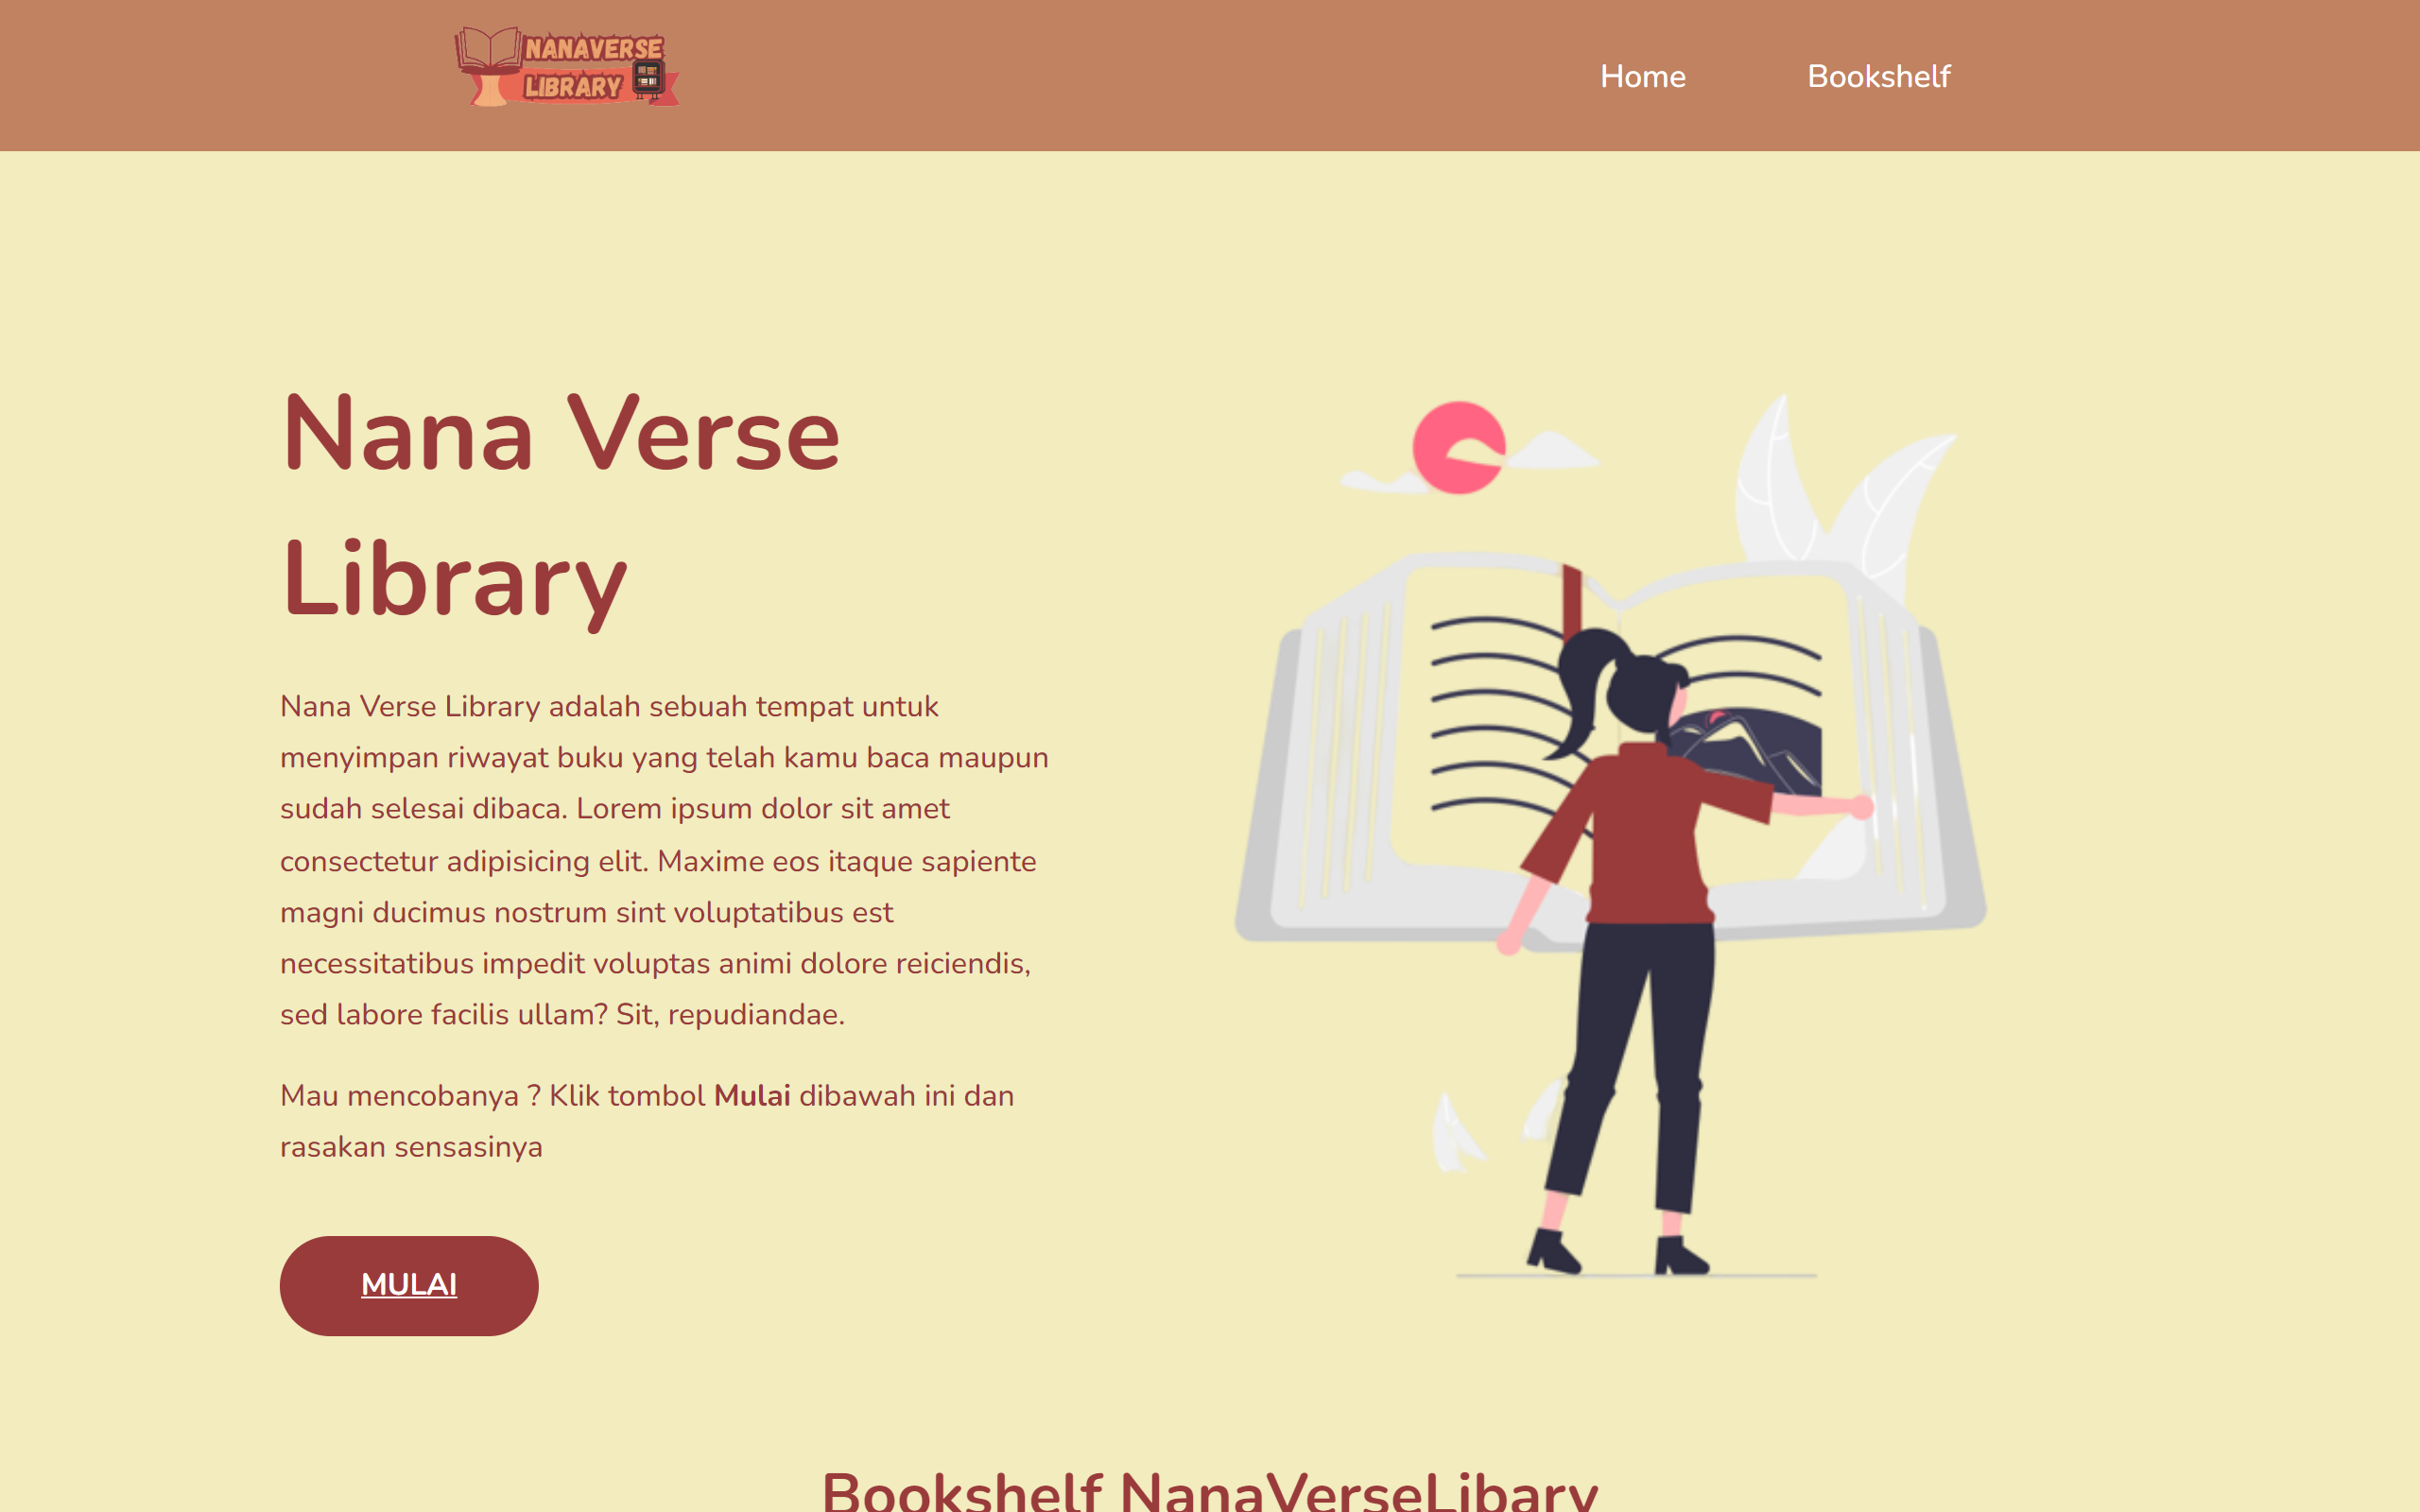 NANAVERSE
LIBRARY
Home
Bookshelf
Nana Verse
Library
Nana Verse Library adalah sebuah tempat untuk
menyimpan riwayat buku yang telah kamu baca maupun
sudah selesai dibaca. Lorem ipsum dolor sit amet
consectetur adipisicing elit. Maxime eos itaque sapiente
magni ducimus nostrum sint voluptatibus est
necessitatibus impedit voluptas animi dolore reiciendis,
sed labore facilis ullam? Sit, repudiandae.
Mau mencobanya ? Klik tombol Mulai dibawah ini dan
rasakan sensasinya
MULAI
Bookshelf NanaVerseLibary